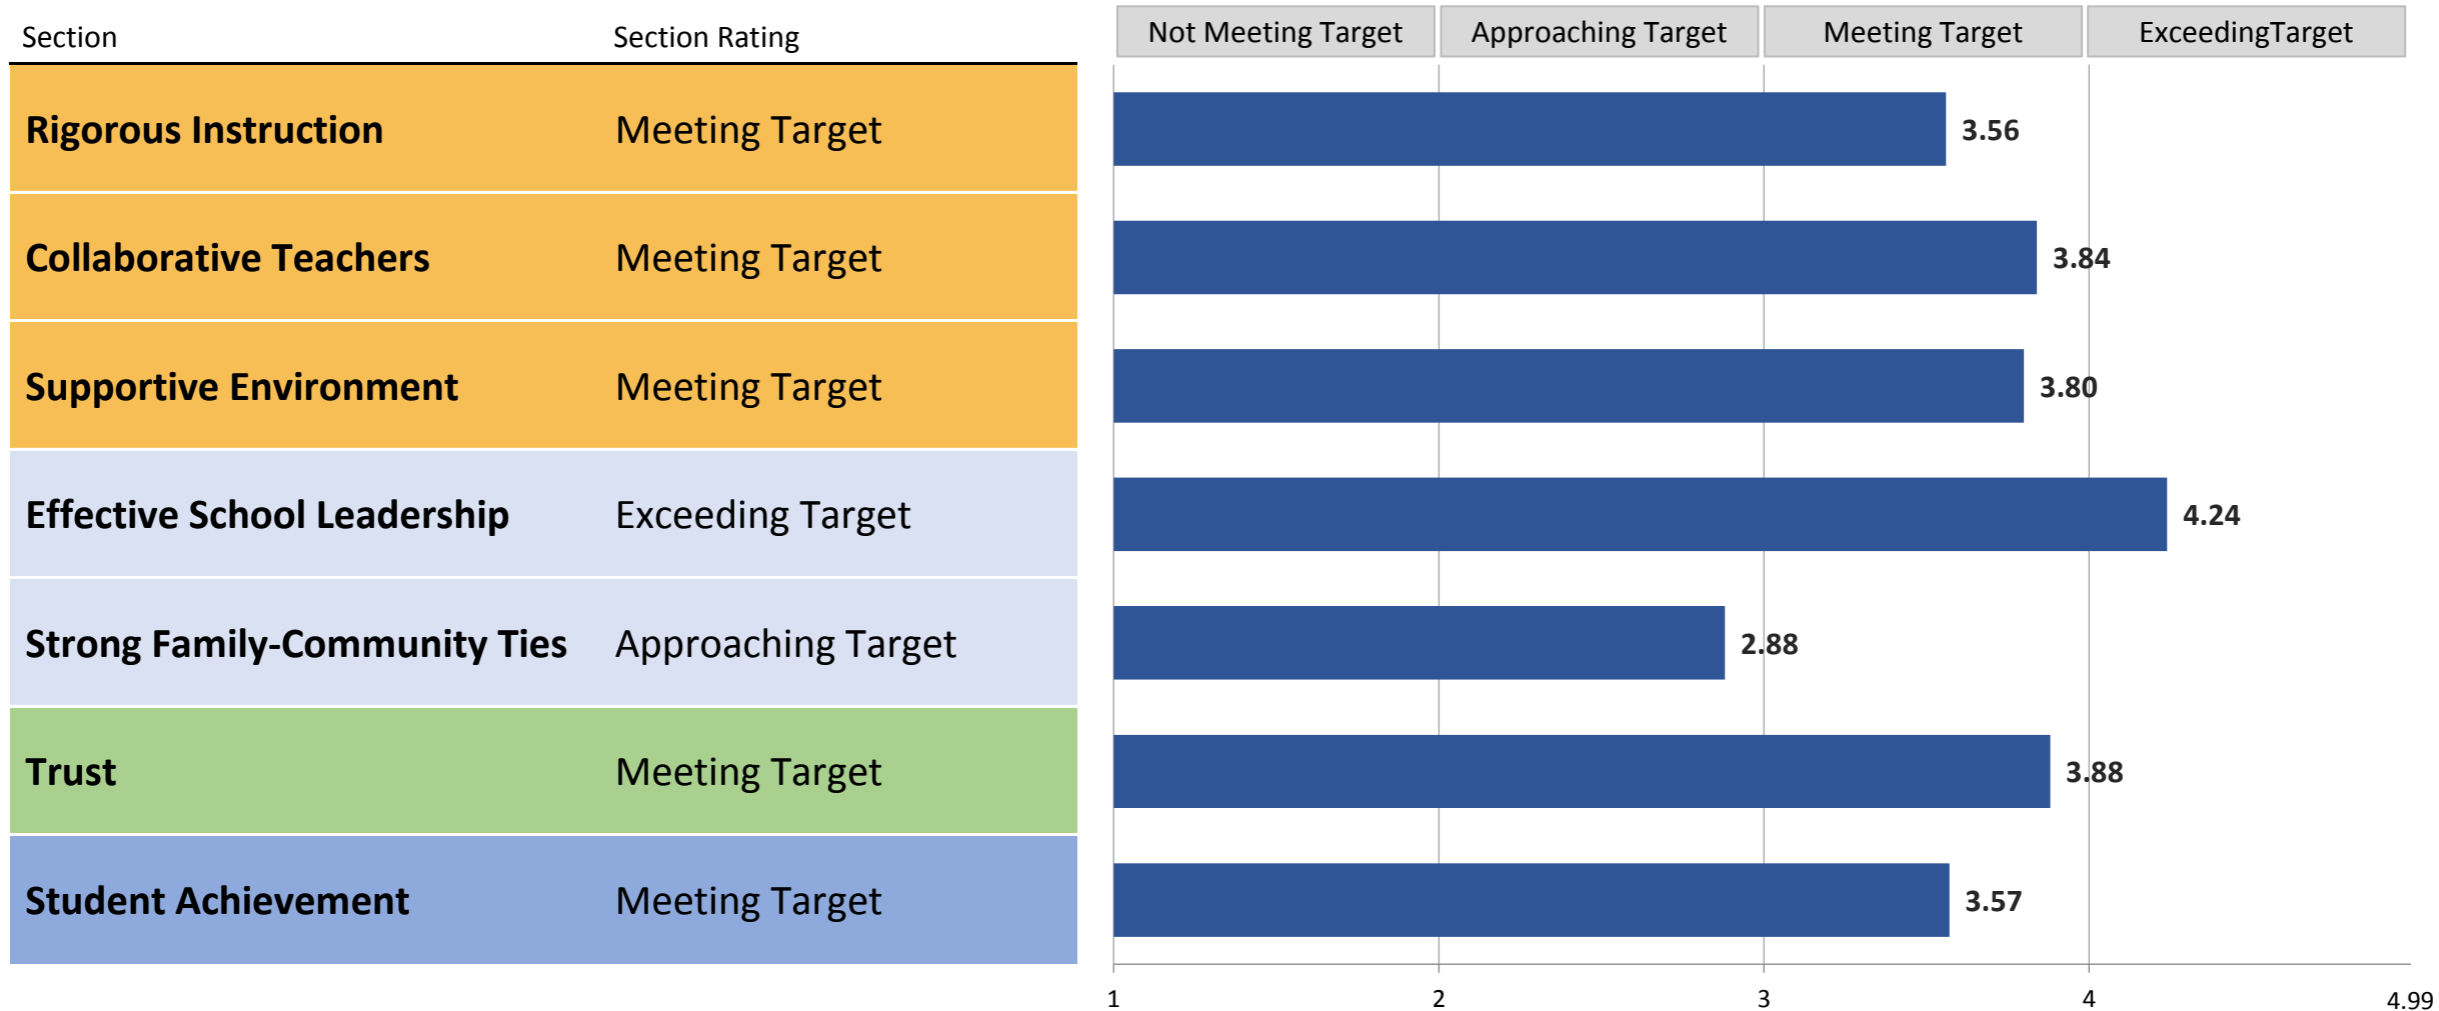 Section Section Rating Not Meeting Target Approaching Target Meeting Target ExceedingTarget
Rigorous Instruction Meeting Target 3.56
Collaborative Teachers Meeting Target 3.84
Supportive Environment Meeting Target 3.80
Effective School Leadership Exceeding Target 4.24
Strong Family-Community Ties Approaching Target 2.88
Trust Meeting Target 3.88
Student Achievement Meeting Target 3.57
1 2 3 4 4.99